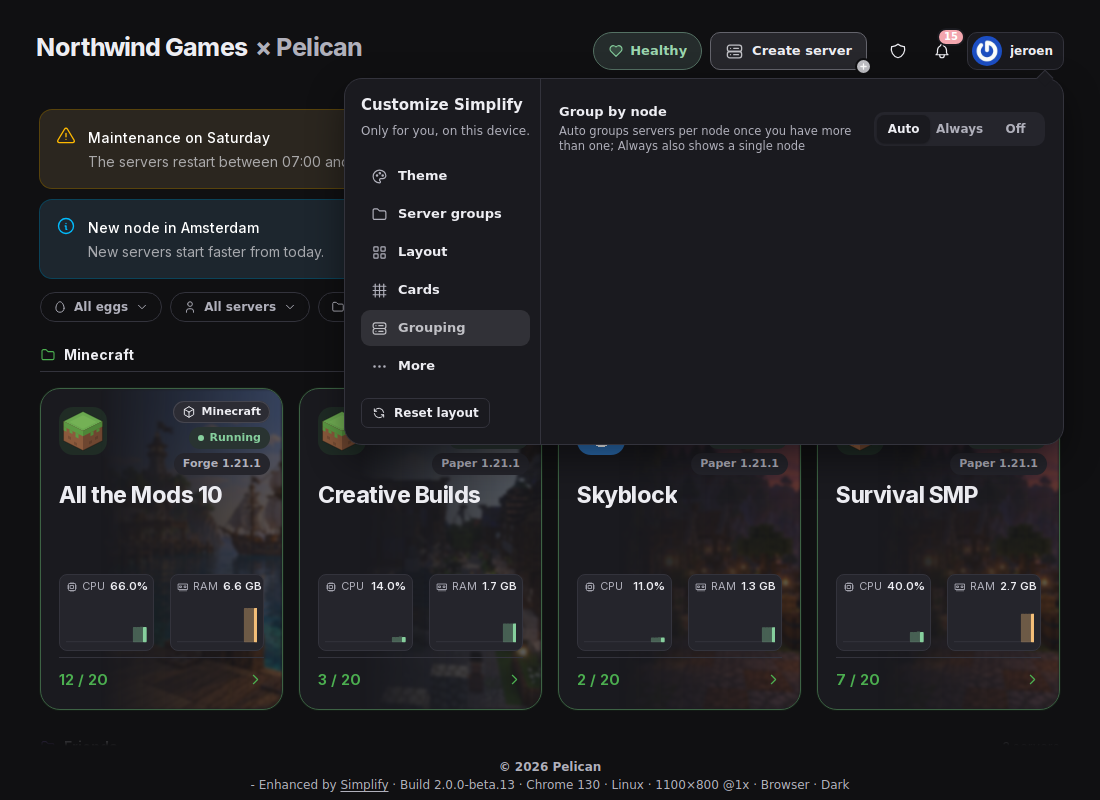 Northwind Games × Pelican
Healthy
Create server
15
jeroen
Customize Simplify
Only for you, on this device.
Theme
Server groups
Layout
Cards
Grouping
More
Reset layout
Group by node
Auto groups servers per node once you have more
than one; Always also shows a single node
Auto Always Off
Maintenance on Saturday
The servers restart between 07:00 and
New node in Amsterdam
New servers start faster from today.
All eggs
All servers
Minecraft
Minecraft
Running
Forge 1.21.1
All the Mods 10
CPU 66.0%
RAM 6.6 GB
12 / 20
Paper 1.21.1
Creative Builds
CPU 14.0%
RAM 1.7 GB
3 / 20
Paper 1.21.1
Skyblock
CPU 11.0%
RAM 1.3 GB
2 / 20
Paper 1.21.1
Survival SMP
CPU 40.0%
RAM 2.7 GB
7 / 20
Friends
© 2026 Pelican
- Enhanced by Simplify · Build 2.0.0-beta.13 · Chrome 130 · Linux · 1100×800 @1x · Browser · Dark